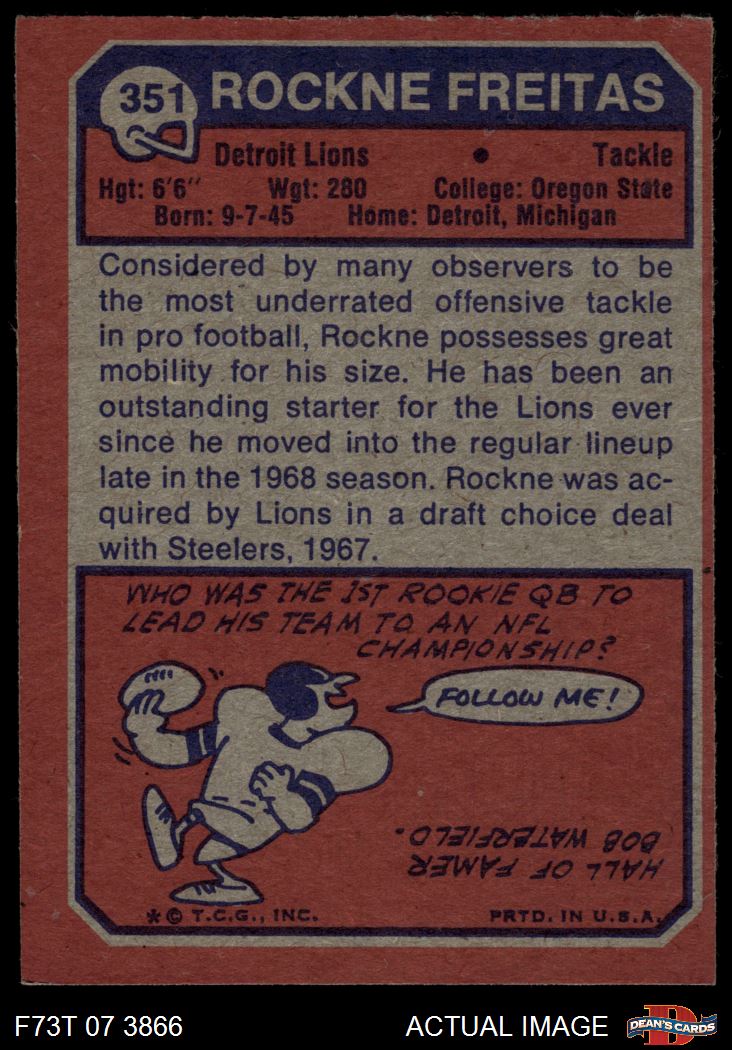 351 ROCKNE FREITAS
Detroit Lions • Tackle
Hgt: 6'6" Wgt: 280 College: Oregon State
Born: 9-7-45 Home: Detroit, Michigan
Considered by many observers to be
the most underrated offensive tackle
in pro football, Rockne possesses great
mobility for his size. He has been an
outstanding starter for the Lions ever
since he moved into the regular lineup
late in the 1968 season. Rockne was ac-
quired by Lions in a draft choice deal
with Steelers, 1967.
WHO WAS THE 1ST ROOKIE QB TO
LEAD HIS TEAM TO AN NFL
CHAMPIONSHIP?
FOLLOW ME!
HALL OF FAMER
BOB WATERFIELD.
*© T.C.G., INC. PRTD. IN U.S.A.
F73T 07 3866 ACTUAL IMAGE
D
DEAN'S CARDS